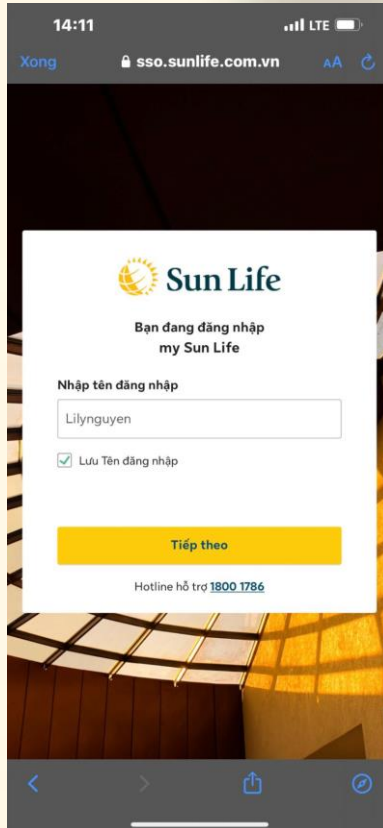 14:11 LTE
Xong sso.sunlife.com.vn AA
Sun Life
Bạn đang đăng nhập
my Sun Life
Nhập tên đăng nhập
Lilynguyen
Lưu Tên đăng nhập
Tiếp theo
Hotline hỗ trợ 1800 1786